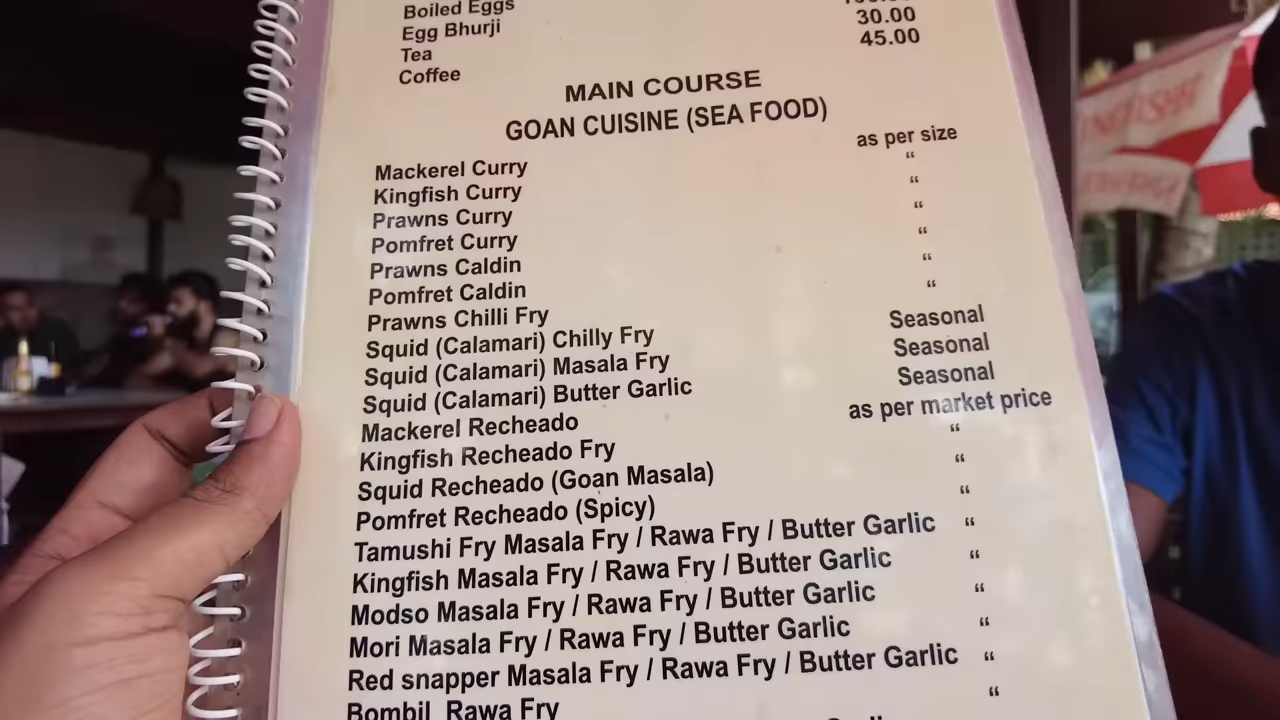 Boiled Eggs
Egg Bhurji 30.00
Tea 45.00
Coffee
MAIN COURSE
GOAN CUISINE (SEA FOOD)
Mackerel Curry as per size
Kingfish Curry “
Prawns Curry “
Pomfret Curry “
Prawns Caldin “
Pomfret Caldin “
Prawns Chilli Fry “
Squid (Calamari) Chilly Fry Seasonal
Squid (Calamari) Masala Fry Seasonal
Squid (Calamari) Butter Garlic Seasonal
Mackerel Recheado as per market price
Kingfish Recheado Fry “
Squid Recheado (Goan Masala) “
Pomfret Recheado (Spicy) “
Tamushi Fry Masala Fry / Rawa Fry / Butter Garlic “
Kingfish Masala Fry / Rawa Fry / Butter Garlic “
Modso Masala Fry / Rawa Fry / Butter Garlic “
Mori Masala Fry / Rawa Fry / Butter Garlic “
Red snapper Masala Fry / Rawa Fry / Butter Garlic “
Bombil Rawa Fry “